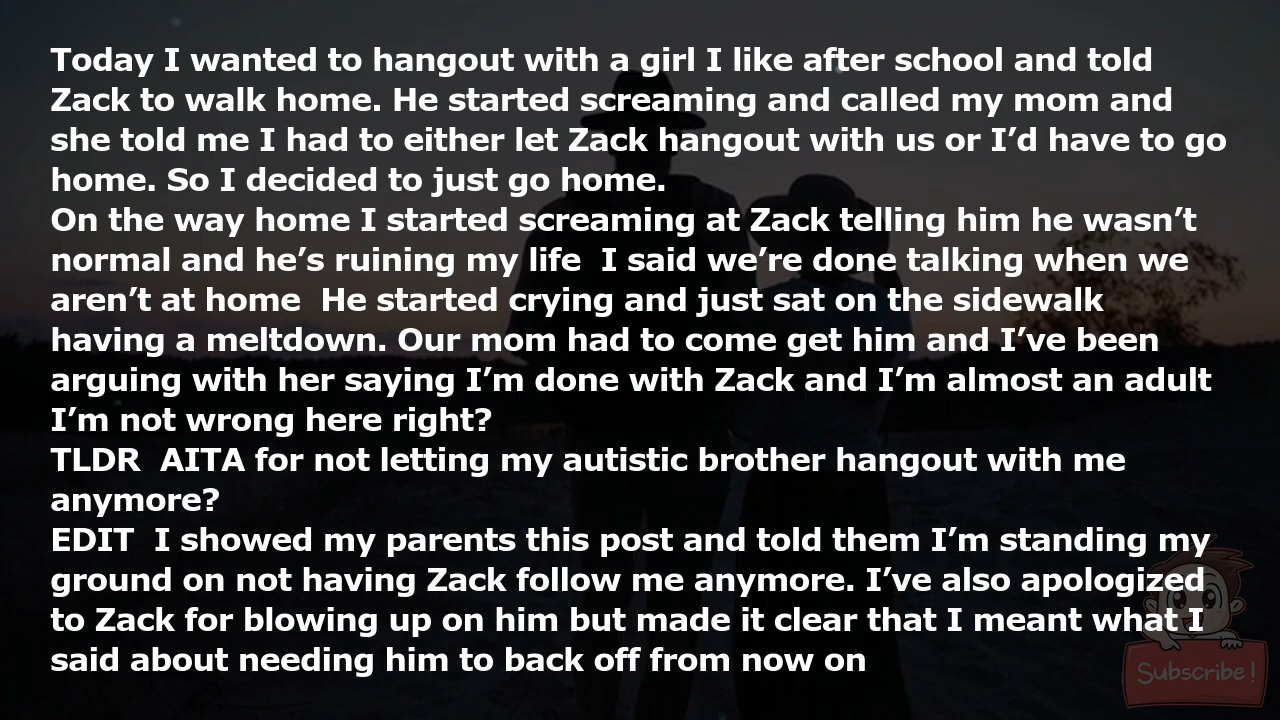 Today I wanted to hangout with a girl I like after school and told
Zack to walk home. He started screaming and called my mom and
she told me I had to either let Zack hangout with us or I’d have to go
home. So I decided to just go home.
On the way home I started screaming at Zack telling him he wasn’t
normal and he’s ruining my life  I said we’re done talking when we
aren’t at home  He started crying and just sat on the sidewalk
having a meltdown. Our mom had to come get him and I’ve been
arguing with her saying I’m done with Zack and I’m almost an adult
I’m not wrong here right?
TLDR  AITA for not letting my autistic brother hangout with me
anymore?
EDIT  I showed my parents this post and told them I’m standing my
ground on not having Zack follow me anymore. I’ve also apologized
to Zack for blowing up on him but made it clear that I meant what I
said about needing him to back off from now on
Subscribe!